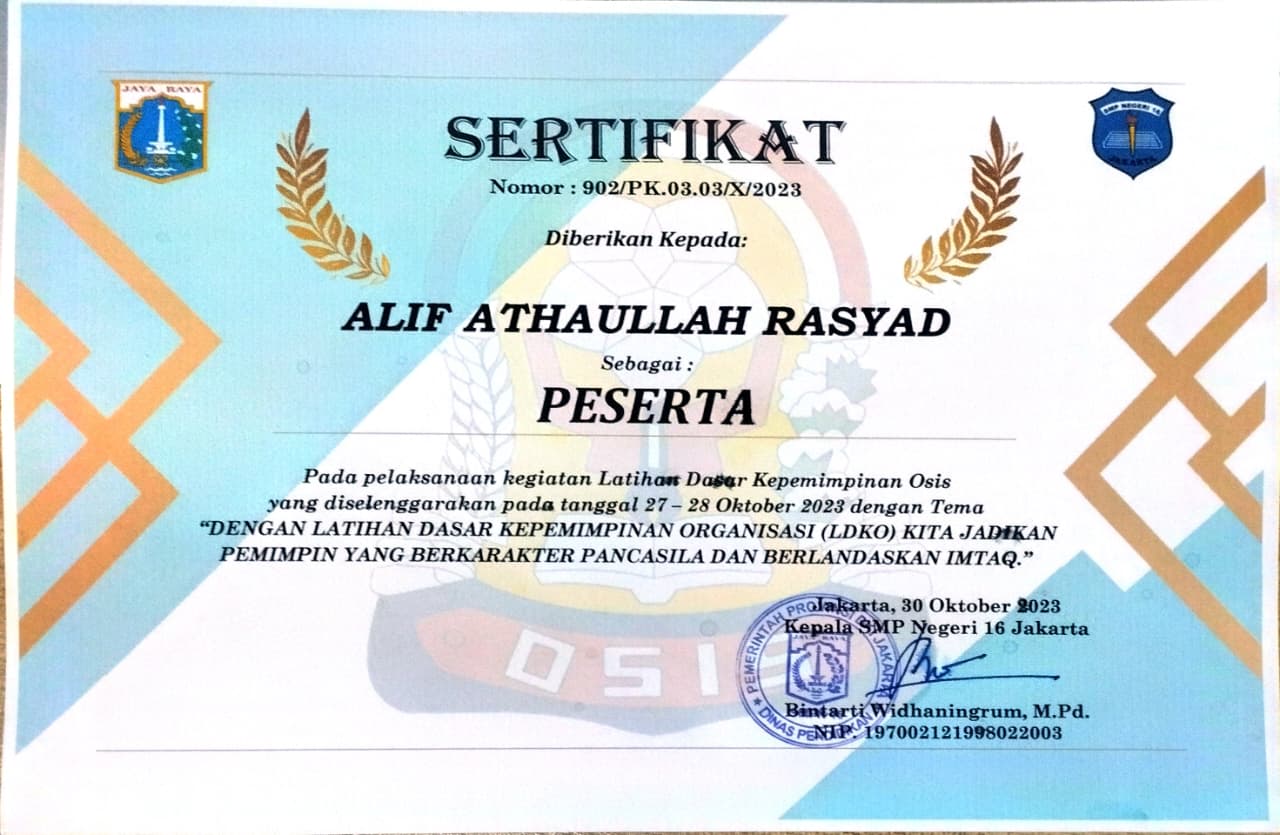 JAYA RAYA
SMP NEGERI 16
JAKARTA
SERTIFIKAT
Nomor : 902/PK.03.03/X/2023
Diberikan Kepada:
ALIF ATHAULLAH RASYAD
Sebagai :
PESERTA
Pada pelaksanaan kegiatan Latihan Dasar Kepemimpinan Osis
yang diselenggarakan pada tanggal 27 – 28 Oktober 2023 dengan Tema
“DENGAN LATIHAN DASAR KEPEMIMPINAN ORGANISASI (LDKO) KITA JADIKAN
PEMIMPIN YANG BERKARAKTER PANCASILA DAN BERLANDASKAN IMTAQ.”
Jakarta, 30 Oktober 2023
Kepala SMP Negeri 16 Jakarta
OSIS
PEMERINTAH PROVINSI JAKARTA
JAYA RAYA
DINAS PENDIDIKAN
Bintarti Widhaningrum, M.Pd.
NIP. 197002121998022003